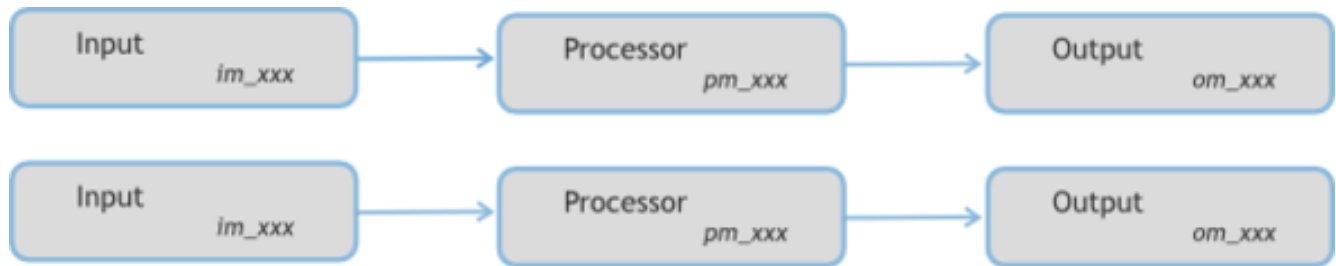 Input
im_xxx
Processor
pm_xxx
Output
om_xxx
Input
im_xxx
Processor
pm_xxx
Output
om_xxx